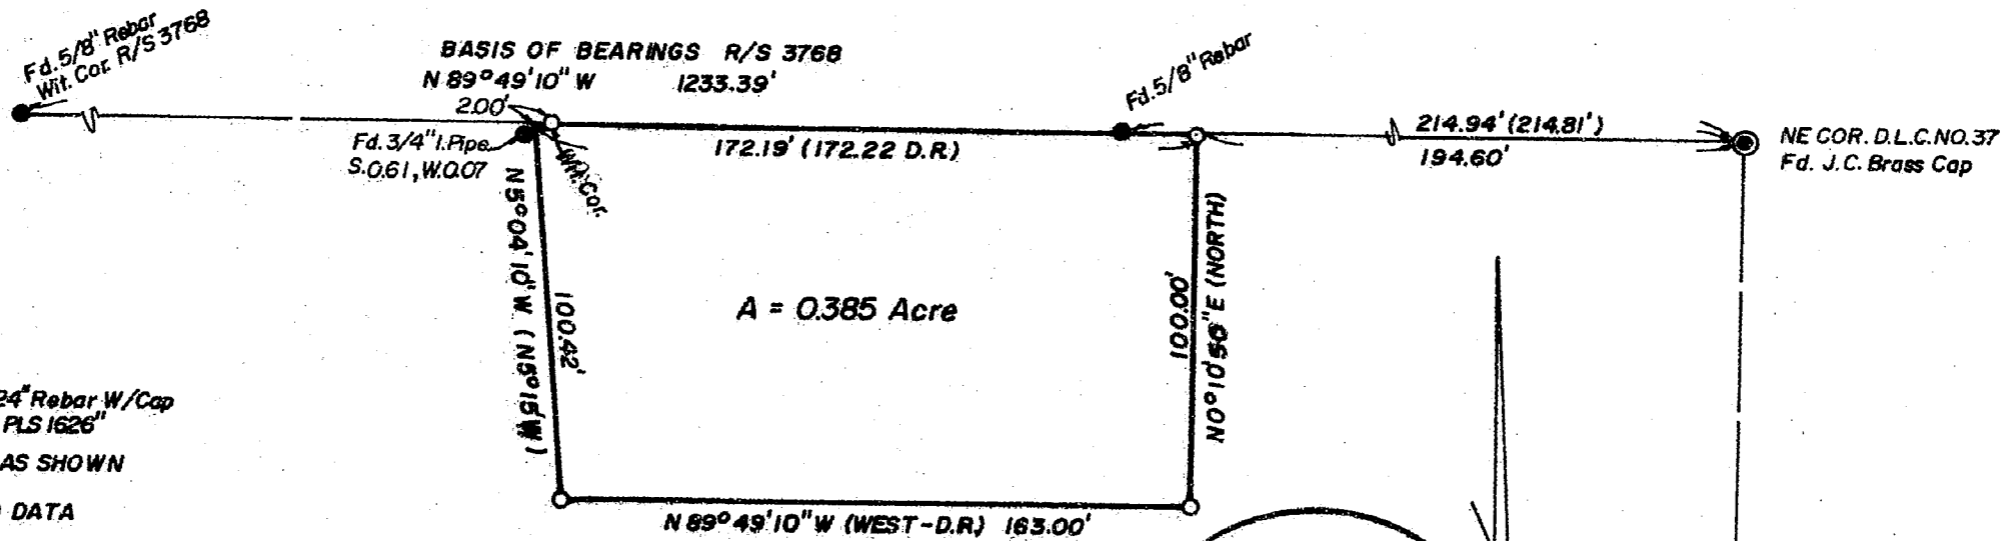 Fd. 5/8" Rebar
Wit. Cor. R/S 3768
BASIS OF BEARINGS R/S 3768
N 89°49'10" W 1233.39'
2.00'
Fd. 3/4" I. Pipe
S.0.61, W.0.07
Wit. Cor.
172.19' (172.22 D.R.)
Fd. 5/8" Rebar
214.94' (214.81')
194.60'
NE COR. D.L.C. NO. 37
Fd. J.C. Brass Cap
N 5°04'10" W (N 5°15' W)
100.42'
A = 0.385 Acre
100.00'
N 0°10'50" E (NORTH)
24" Rebar W/Cap
PLS 1626"
AS SHOWN
DATA
N 89°49'10" W (WEST-D.R.) 163.00'